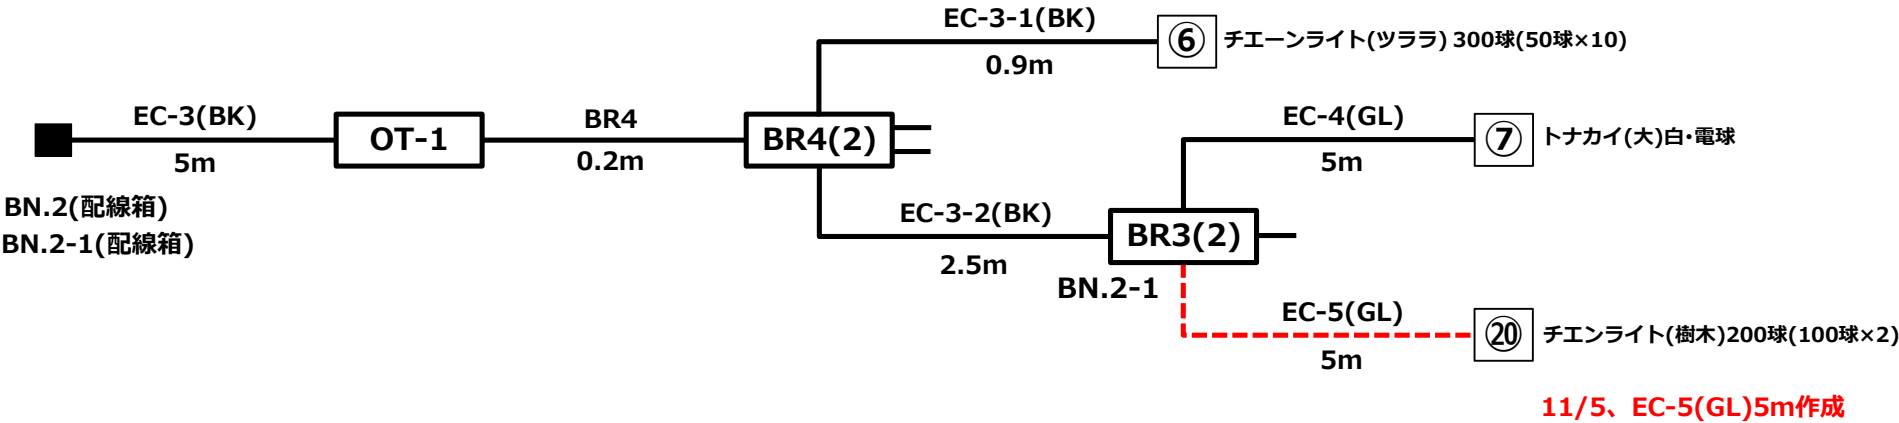 EC-3-1(BK)
0.9m
⑥
チエーンライト(ツララ) 300球(50球×10)
EC-3(BK)
5m
OT-1
BR4
0.2m
BR4(2)
EC-4(GL)
5m
⑦
トナカイ(大)白・電球
BN.2(配線箱)
BN.2-1(配線箱)
EC-3-2(BK)
2.5m
BR3(2)
BN.2-1
EC-5(GL)
5m
⑳
チエンライト(樹木)200球(100球×2)
11/5、EC-5(GL)5m作成